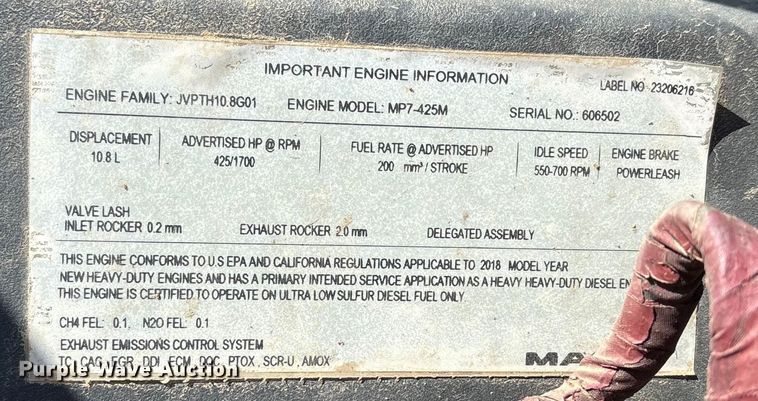 IMPORTANT ENGINE INFORMATION
LABEL NO 23206216
ENGINE FAMILY: JVPTH10.8G01 ENGINE MODEL: MP7-425M SERIAL NO.: 606502
DISPLACEMENT ADVERTISED HP @ RPM FUEL RATE @ ADVERTISED HP IDLE SPEED ENGINE BRAKE
10.8 L 425/1700 200 mm³ / STROKE 550-700 RPM POWERLEASH
VALVE LASH
INLET ROCKER 0.2 mm EXHAUST ROCKER 2.0 mm DELEGATED ASSEMBLY
THIS ENGINE CONFORMS TO U S EPA AND CALIFORNIA REGULATIONS APPLICABLE TO 2018 MODEL YEAR
NEW HEAVY-DUTY ENGINES AND HAS A PRIMARY INTENDED SERVICE APPLICATION AS A HEAVY HEAVY-DUTY DIESEL EN
THIS ENGINE IS CERTIFIED TO OPERATE ON ULTRA LOW SULFUR DIESEL FUEL ONLY.
CH4 FEL: 0.1, N2O FEL: 0.1
EXHAUST EMISSIONS CONTROL SYSTEM
TC, CAC, EGR, DDI, ECM, DOC, PTOX, SCR-U, AMOX
MA
Purple Wave Auction